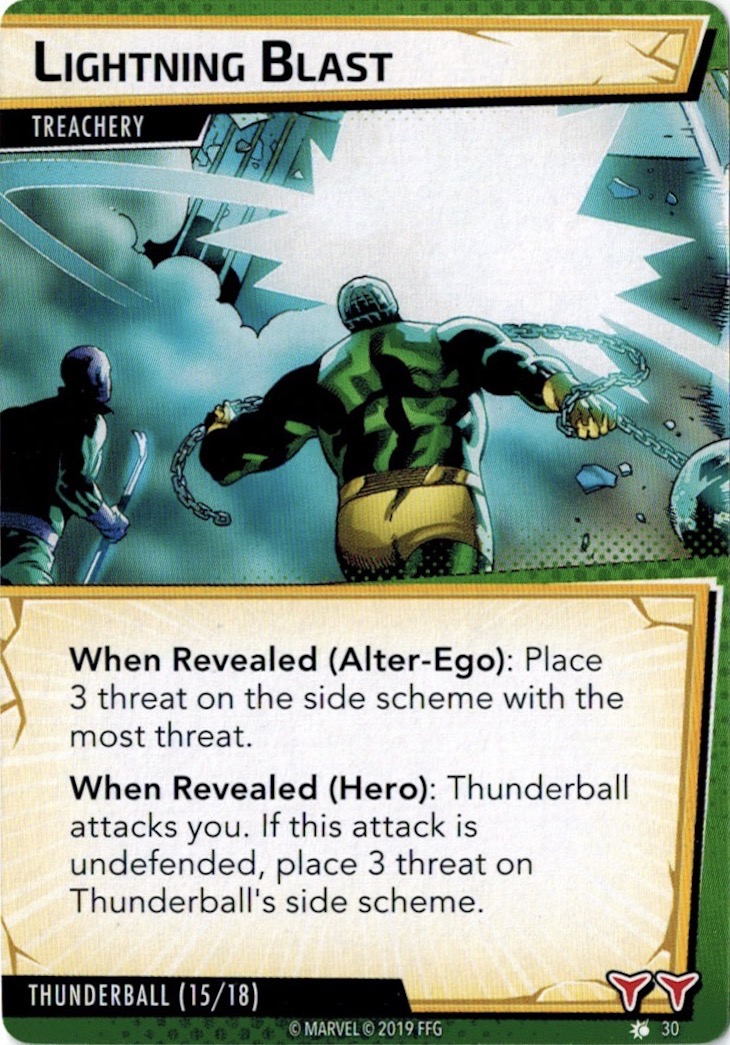 LIGHTNING BLAST
TREACHERY
When Revealed (Alter-Ego): Place
3 threat on the side scheme with the
most threat.
When Revealed (Hero): Thunderball
attacks you. If this attack is
undefended, place 3 threat on
Thunderball's side scheme.
THUNDERBALL (15/18)
© MARVEL © 2019 FFG
30